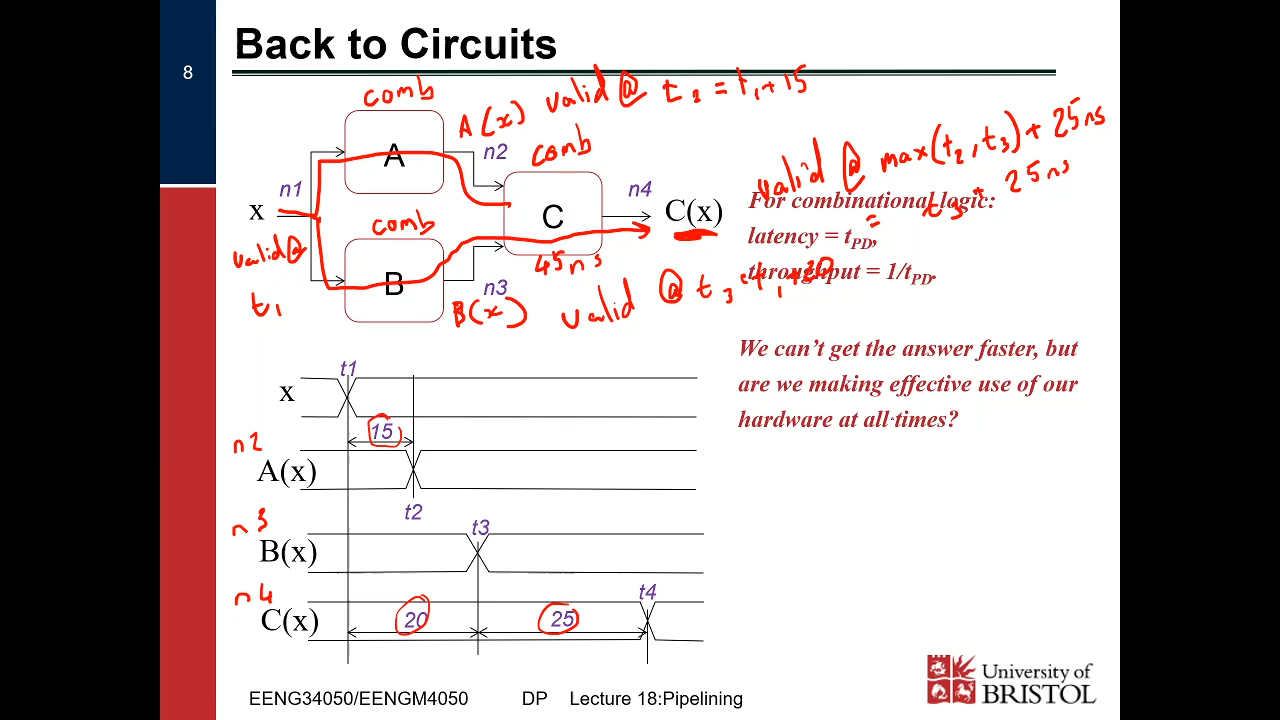 8
Back to Circuits
comb
A
A(x) valid @ t2 = t1 + 15
n2
comb
valid @ max(t2, t3) + 25ns
= t3 + 25ns
n1
x
valid @
t1
comb
B
n3
B(x) valid @ t3 = t1 + 20
C
45ns
n4
C(x)
For combinational logic:
latency = tPD,
throughput = 1/tPD.
We can't get the answer faster, but
are we making effective use of our
hardware at all times?
t1
x
15
n2
A(x)
t2
n3
t3
B(x)
n4
t4
C(x)
20
25
EENG34050/EENGM4050 DP Lecture 18:Pipelining
University of
BRISTOL